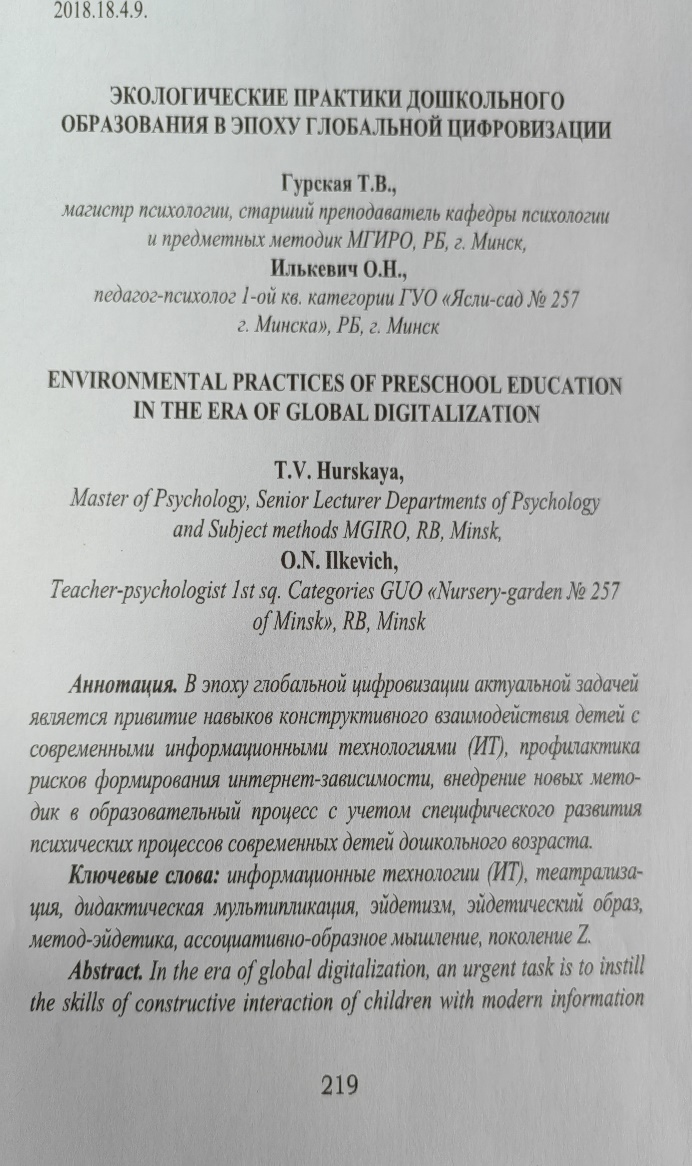 2018.18.4.9.
ЭКОЛОГИЧЕСКИЕ ПРАКТИКИ ДОШКОЛЬНОГО
ОБРАЗОВАНИЯ В ЭПОХУ ГЛОБАЛЬНОЙ ЦИФРОВИЗАЦИИ
Гурская Т.В.,
магистр психологии, старший преподаватель кафедры психологии
и предметных методик МГИРО, РБ, г. Минск,
Илькевич О.Н.,
педагог-психолог 1-ой кв. категории ГУО «Ясли-сад № 257
г. Минска», РБ, г. Минск
ENVIRONMENTAL PRACTICES OF PRESCHOOL EDUCATION
IN THE ERA OF GLOBAL DIGITALIZATION
T.V. Hurskaya,
Master of Psychology, Senior Lecturer Departments of Psychology
and Subject methods MGIRO, RB, Minsk,
O.N. Ilkevich,
Teacher-psychologist 1st sq. Categories GUO «Nursery-garden № 257
of Minsk», RB, Minsk
Аннотация. В эпоху глобальной цифровизации актуальной задачей
является привитие навыков конструктивного взаимодействия детей с
современными информационными технологиями (ИТ), профилактика
рисков формирования интернет-зависимости, внедрение новых мето-
дик в образовательный процесс с учетом специфического развития
психических процессов современных детей дошкольного возраста.
Ключевые слова: информационные технологии (ИТ), театрализа-
ция, дидактическая мультипликация, эйдетизм, эйдетический образ,
метод-эйдетика, ассоциативно-образное мышление, поколение Z.
Abstract. In the era of global digitalization, an urgent task is to instill
the skills of constructive interaction of children with modern information
219